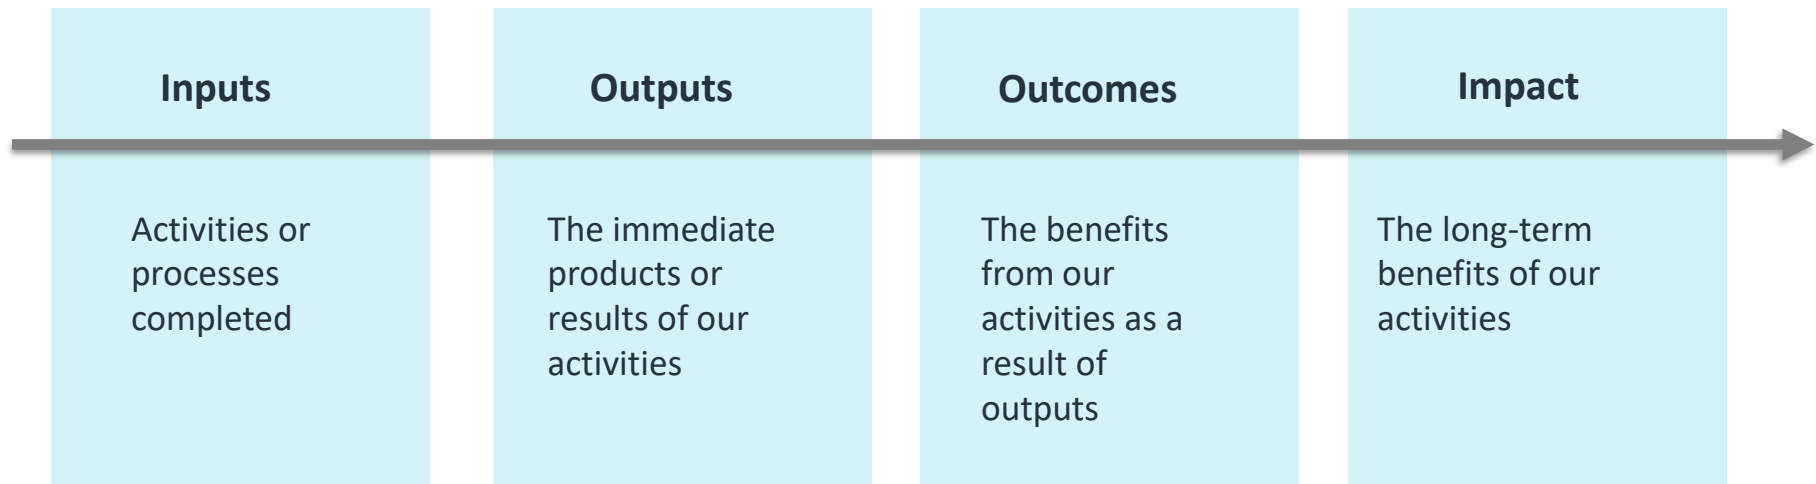 Inputs
Activities or
processes
completed
Outputs
The immediate
products or
results of our
activities
Outcomes
The benefits
from our
activities as a
result of
outputs
Impact
The long-term
benefits of our
activities